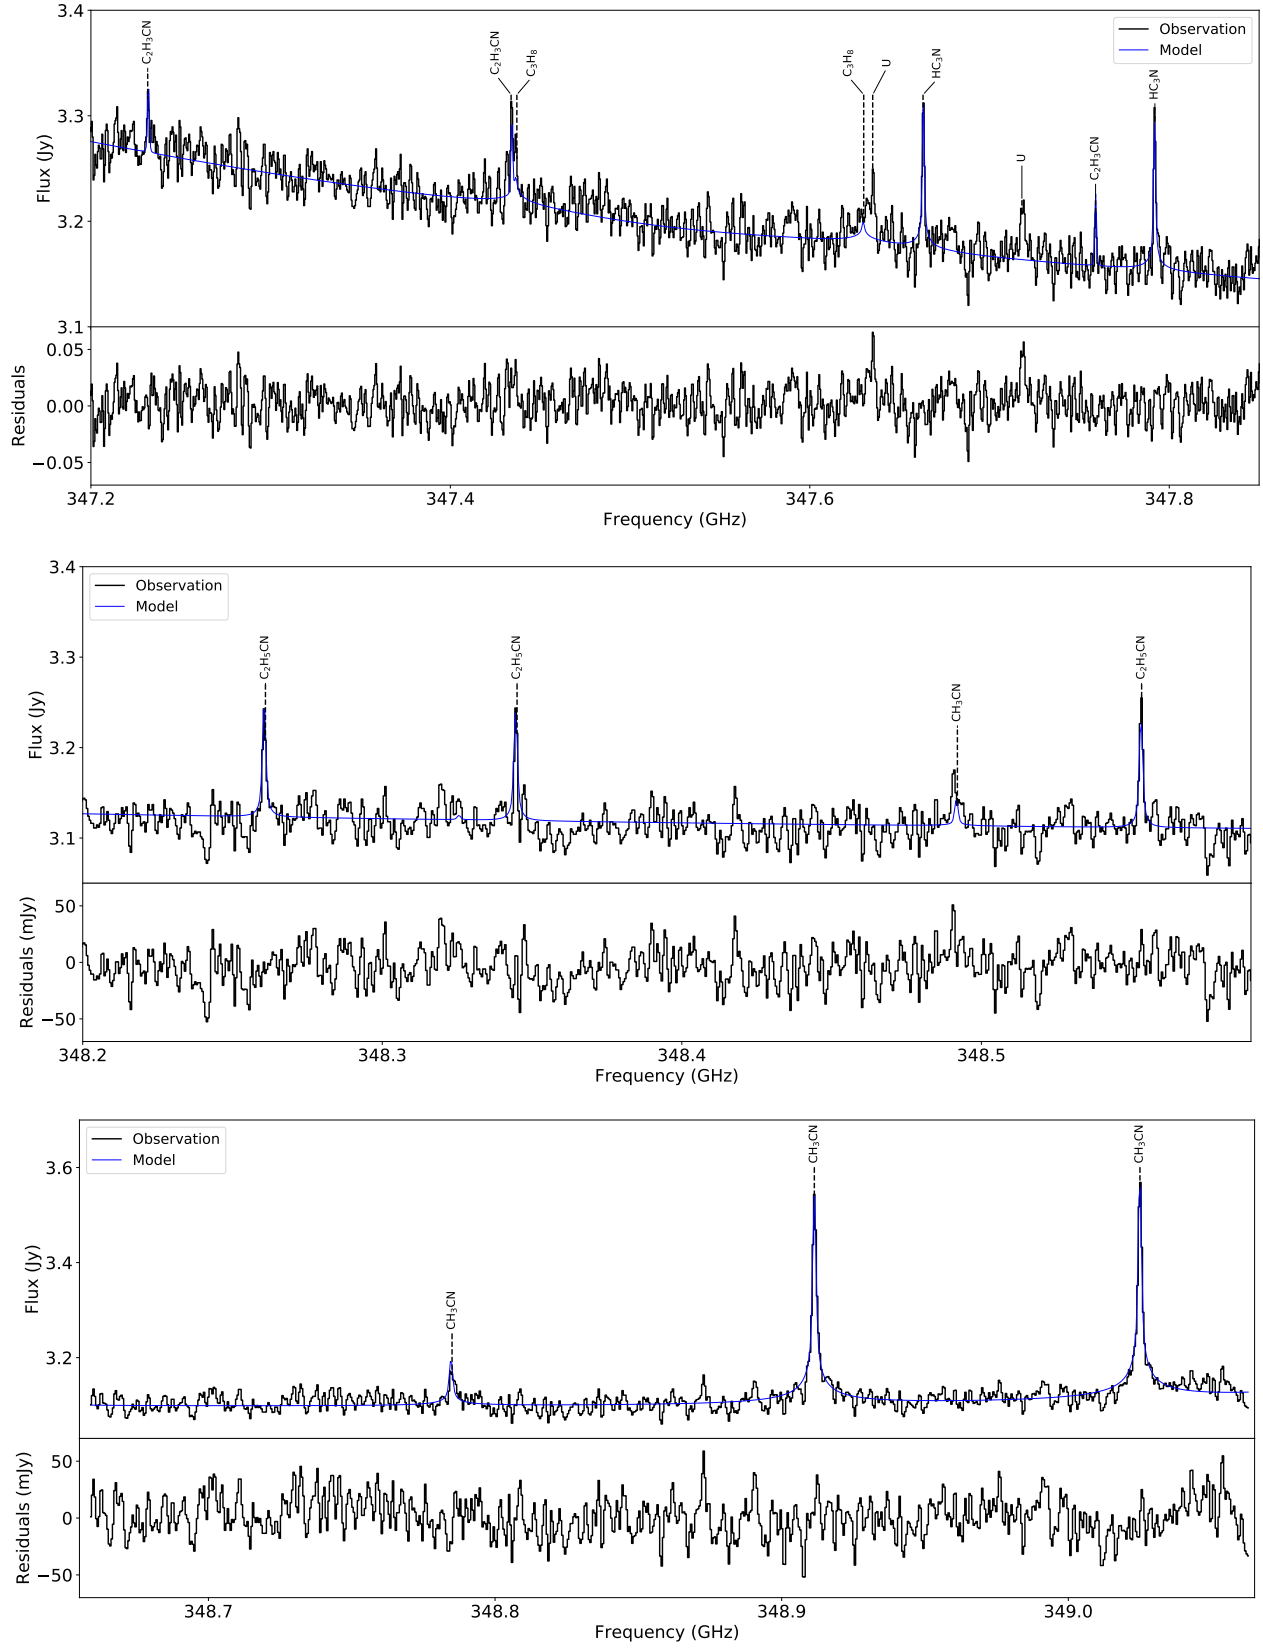 3.4
3.3
3.2
3.1
Flux (Jy)
C₂H₃CN
C₂H₃CN
C₃H₈
C₃H₈
U
HC₃N
U
C₂H₃CN
HC₃N
Observation
Model
0.05
0.00
−0.05
Residuals
347.2
347.4
347.6
347.8
Frequency (GHz)
3.4
3.3
3.2
3.1
Flux (Jy)
Observation
Model
C₂H₅CN
C₂H₅CN
CH₃CN
C₂H₅CN
50
0
−50
Residuals (mJy)
348.2
348.3
348.4
348.5
Frequency (GHz)
3.6
3.4
3.2
Flux (Jy)
Observation
Model
CH₃CN
CH₃CN
CH₃CN
50
0
−50
Residuals (mJy)
348.7
348.8
348.9
349.0
Frequency (GHz)